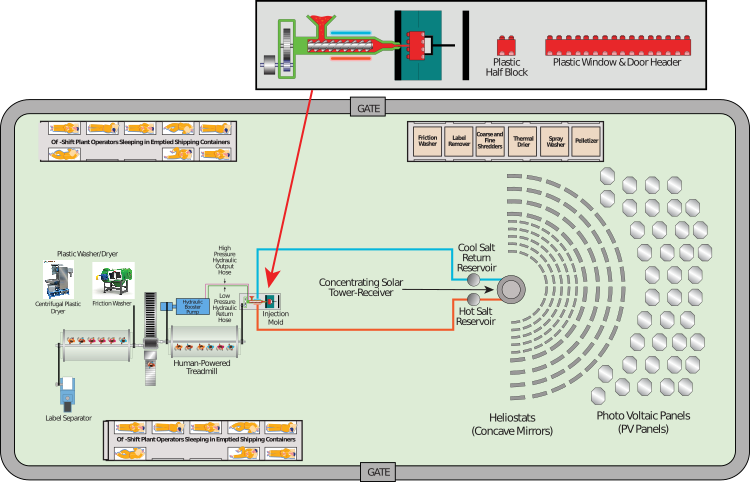 Plastic
Half Block
Plastic Window & Door Header
GATE
Of -Shift Plant Operators Sleeping in Emptied Shipping Containers
Friction
Washer
Label
Remover
Coarse and
Fine
Shredders
Thermal
Drier
Spray
Washer
Pelletizer
Plastic Washer/Dryer
Centrifugal Plastic
Dryer
Friction Washer
High
Pressure
Hydraulic
Output
Hose
Hydraulic
Booster
Pump
Low
Pressure
Hydraulic
Return
Hose
Injection
Mold
Human-Powered
Treadmill
Label Separator
Cool Salt
Return
Reservoir
Concentrating Solar
Tower-Receiver
Hot Salt
Reservoir
Heliostats
(Concave Mirrors)
Photo Voltaic Panels
(PV Panels)
Of -Shift Plant Operators Sleeping in Emptied Shipping Containers
GATE